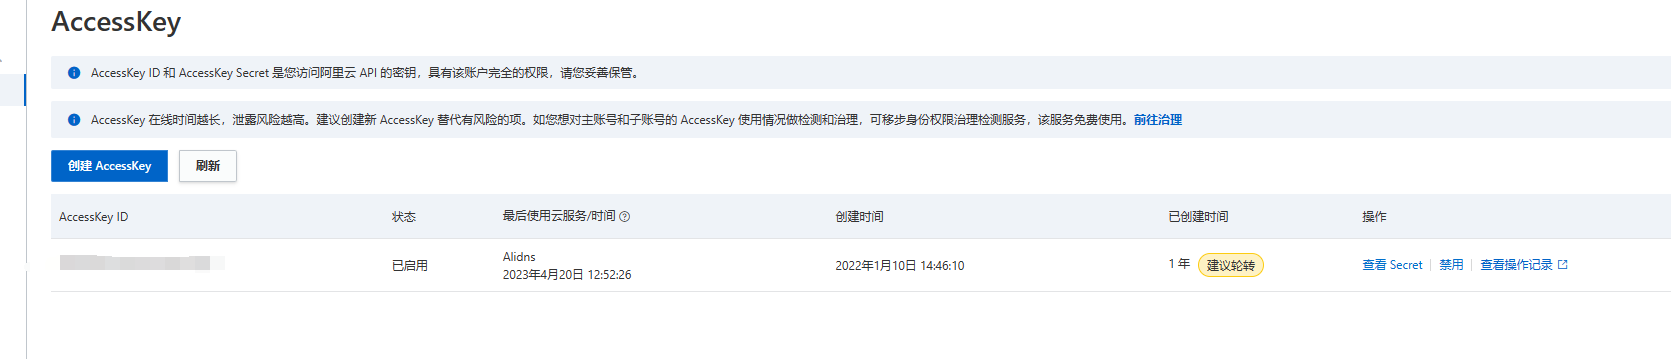 AccessKey
AccessKey ID 和 AccessKey Secret 是您访问阿里云 API 的密钥，具有该账户完全的权限，请您妥善保管。
AccessKey 在线时间越长，泄露风险越高。建议创建新 AccessKey 替代有风险的项。如您想对主账号和子账号的 AccessKey 使用情况做检测和治理，可移步身份权限治理检测服务，该服务免费使用。前往治理
创建 AccessKey 刷新
AccessKey ID 状态 最后使用云服务/时间 创建时间 已创建时间 操作
已启用 Alidns 2022年1月10日 14:46:10 1 年 建议轮转 查看 Secret 禁用 查看操作记录
2023年4月20日 12:52:26